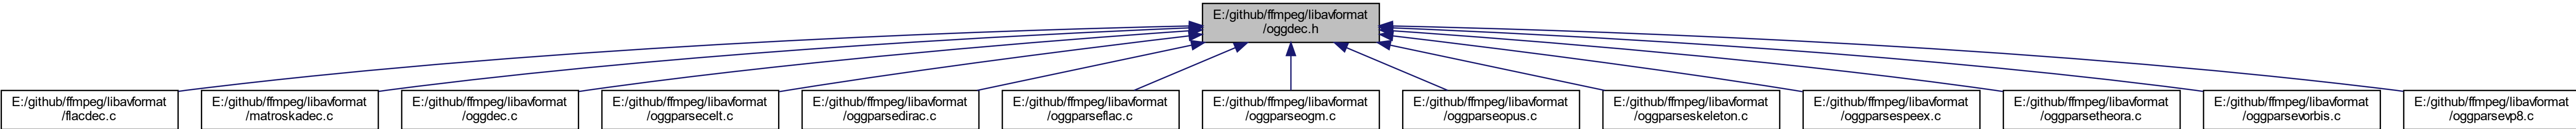 E:/github/ffmpeg/libavformat
/oggdec.h
E:/github/ffmpeg/libavformat
/flacdec.c
E:/github/ffmpeg/libavformat
/matroskadec.c
E:/github/ffmpeg/libavformat
/oggdec.c
E:/github/ffmpeg/libavformat
/oggparsecelt.c
E:/github/ffmpeg/libavformat
/oggparsedirac.c
E:/github/ffmpeg/libavformat
/oggparseflac.c
E:/github/ffmpeg/libavformat
/oggparseogm.c
E:/github/ffmpeg/libavformat
/oggparseopus.c
E:/github/ffmpeg/libavformat
/oggparseskeleton.c
E:/github/ffmpeg/libavformat
/oggparsespeex.c
E:/github/ffmpeg/libavformat
/oggparsetheora.c
E:/github/ffmpeg/libavformat
/oggparsevorbis.c
E:/github/ffmpeg/libavformat
/oggparsevp8.c